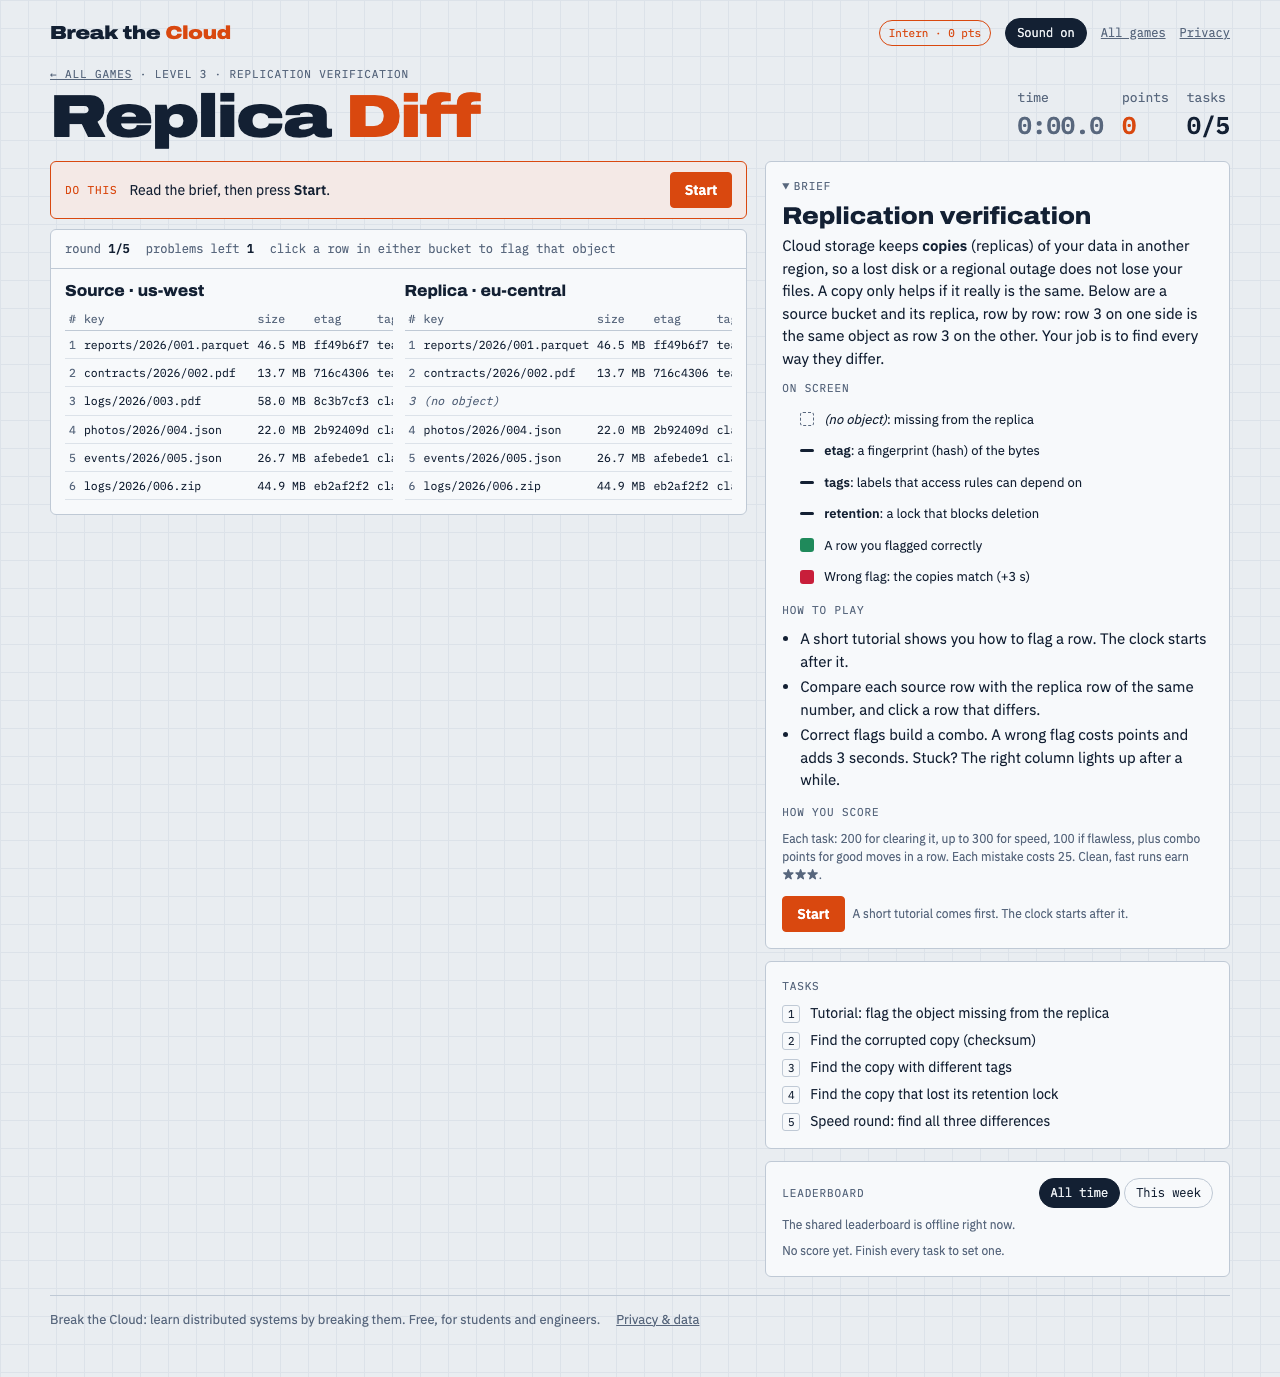 Break the Cloud
Intern · 0 pts
Sound on
All games
Privacy
← ALL GAMES · LEVEL 3 · REPLICATION VERIFICATION
Replica Diff
time
0:00.0
points
0
tasks
0/5
DO THIS Read the brief, then press Start.
Start
round 1/5 problems left 1 click a row in either bucket to flag that object
Source · us-west
# key size etag
1 reports/2026/001.parquet 46.5 MB ff49b6f7
2 contracts/2026/002.pdf 13.7 MB 716c4306
3 logs/2026/003.pdf 58.0 MB 8c3b7cf3
4 photos/2026/004.json 22.0 MB 2b92409d
5 events/2026/005.json 26.7 MB afebede1
6 logs/2026/006.zip 44.9 MB eb2af2f2
Replica · eu-central
# key size etag
1 reports/2026/001.parquet 46.5 MB ff49b6f7
2 contracts/2026/002.pdf 13.7 MB 716c4306
3 (no object)
4 photos/2026/004.json 22.0 MB 2b92409d
5 events/2026/005.json 26.7 MB afebede1
6 logs/2026/006.zip 44.9 MB eb2af2f2
▼ BRIEF
Replication verification
Cloud storage keeps copies (replicas) of your data in another
region, so a lost disk or a regional outage does not lose your
files. A copy only helps if it really is the same. Below are a
source bucket and its replica, row by row: row 3 on one side is
the same object as row 3 on the other. Your job is to find every
way they differ.
ON SCREEN
(no object): missing from the replica
etag: a fingerprint (hash) of the bytes
tags: labels that access rules can depend on
retention: a lock that blocks deletion
A row you flagged correctly
Wrong flag: the copies match (+3 s)
HOW TO PLAY
• A short tutorial shows you how to flag a row. The clock starts
after it.
• Compare each source row with the replica row of the same
number, and click a row that differs.
• Correct flags build a combo. A wrong flag costs points and
adds 3 seconds. Stuck? The right column lights up after a
while.
HOW YOU SCORE
Each task: 200 for clearing it, up to 300 for speed, 100 if flawless, plus combo
points for good moves in a row. Each mistake costs 25. Clean, fast runs earn
★★★.
Start
A short tutorial comes first. The clock starts after it.
TASKS
1 Tutorial: flag the object missing from the replica
2 Find the corrupted copy (checksum)
3 Find the copy with different tags
4 Find the copy that lost its retention lock
5 Speed round: find all three differences
LEADERBOARD
All time
This week
The shared leaderboard is offline right now.
No score yet. Finish every task to set one.
Break the Cloud: learn distributed systems by breaking them. Free, for students and engineers.
Privacy & data